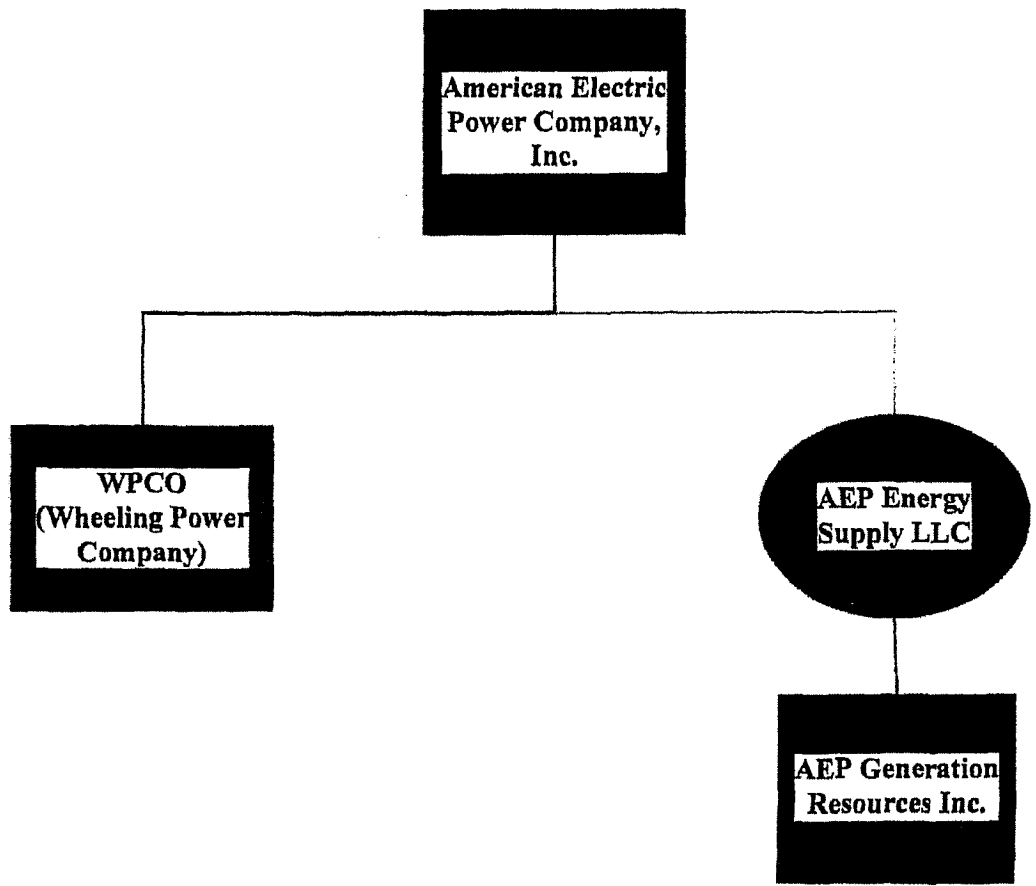 American Electric
Power Company,
Inc.
WPCO
(Wheeling Power
Company)
AEP Energy
Supply LLC
AEP Generation
Resources Inc.